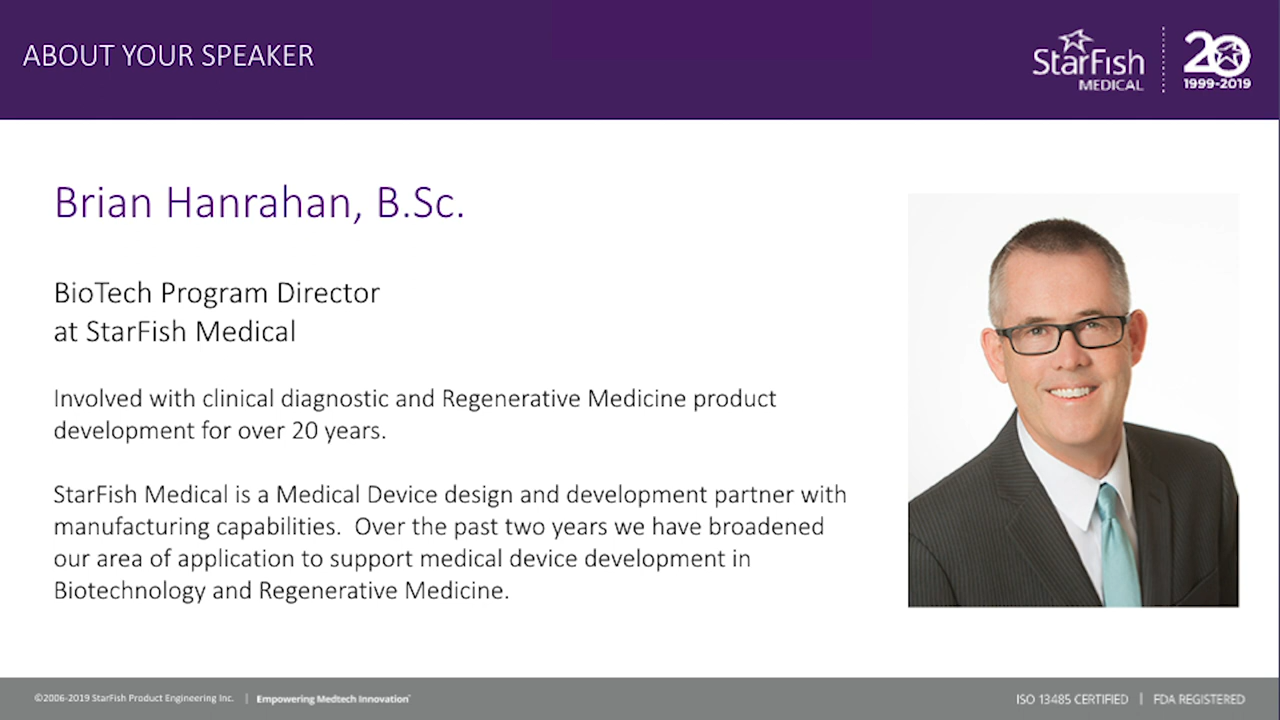 ABOUT YOUR SPEAKER
StarFish
MEDICAL
20
1999-2019
Brian Hanrahan, B.Sc.
BioTech Program Director
at StarFish Medical
Involved with clinical diagnostic and Regenerative Medicine product
development for over 20 years.
StarFish Medical is a Medical Device design and development partner with
manufacturing capabilities.  Over the past two years we have broadened
our area of application to support medical device development in
Biotechnology and Regenerative Medicine.
©2006-2019 StarFish Product Engineering Inc. | Empowering Medtech Innovation™
ISO 13485 CERTIFIED | FDA REGISTERED